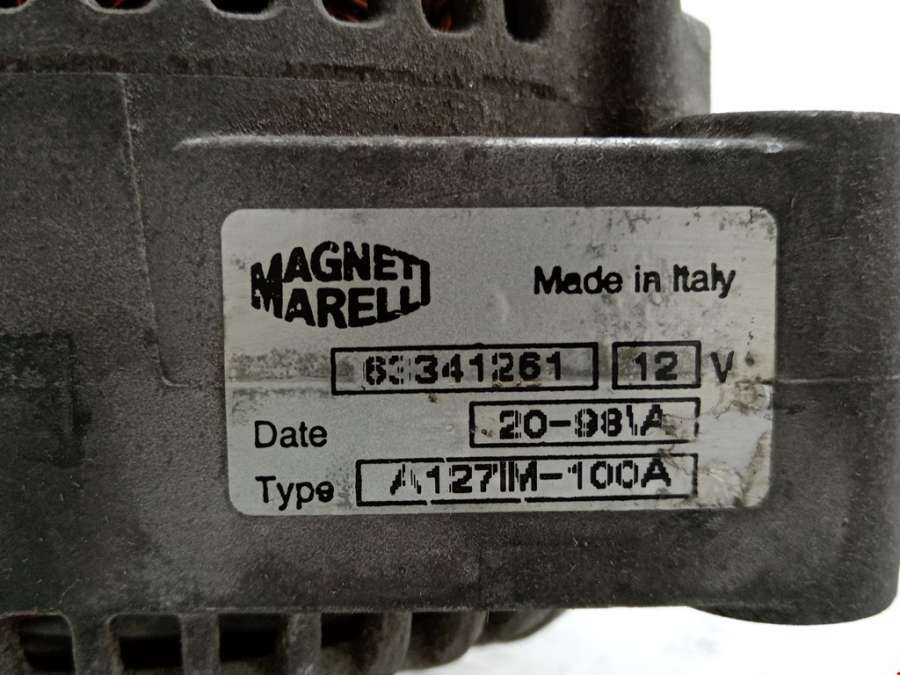 MAGNETI
MARELLI
Made in Italy
63341261 12 V
Date 20-98\A
Type A127IM-100A